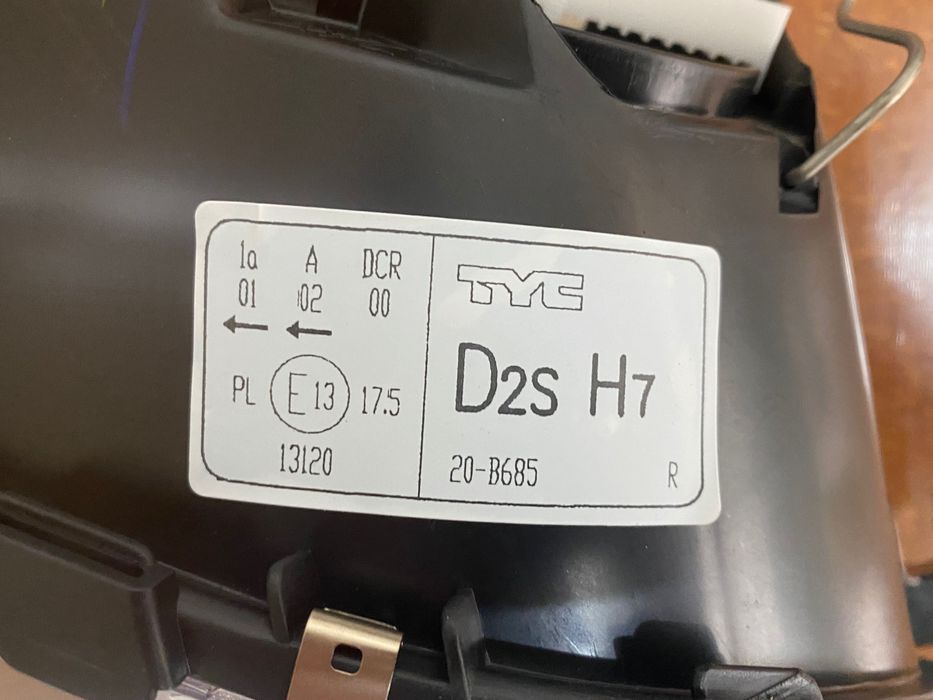 1a A DCR
01 02 00
← ←
PL E13 17.5
13120
TYC
D2S H7
20-B685 R